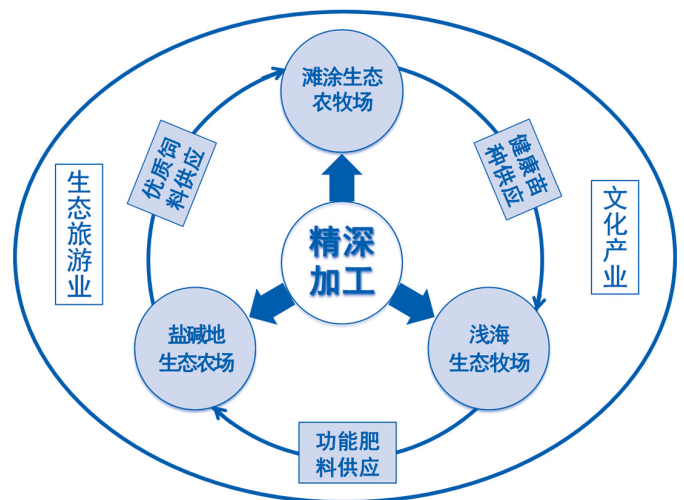 滩涂生态
农牧场
优质饲
料供应
健康苗
种供应
生态旅游业
文化产业
精深
加工
盐碱地
生态农场
浅海
生态牧场
功能肥
料供应